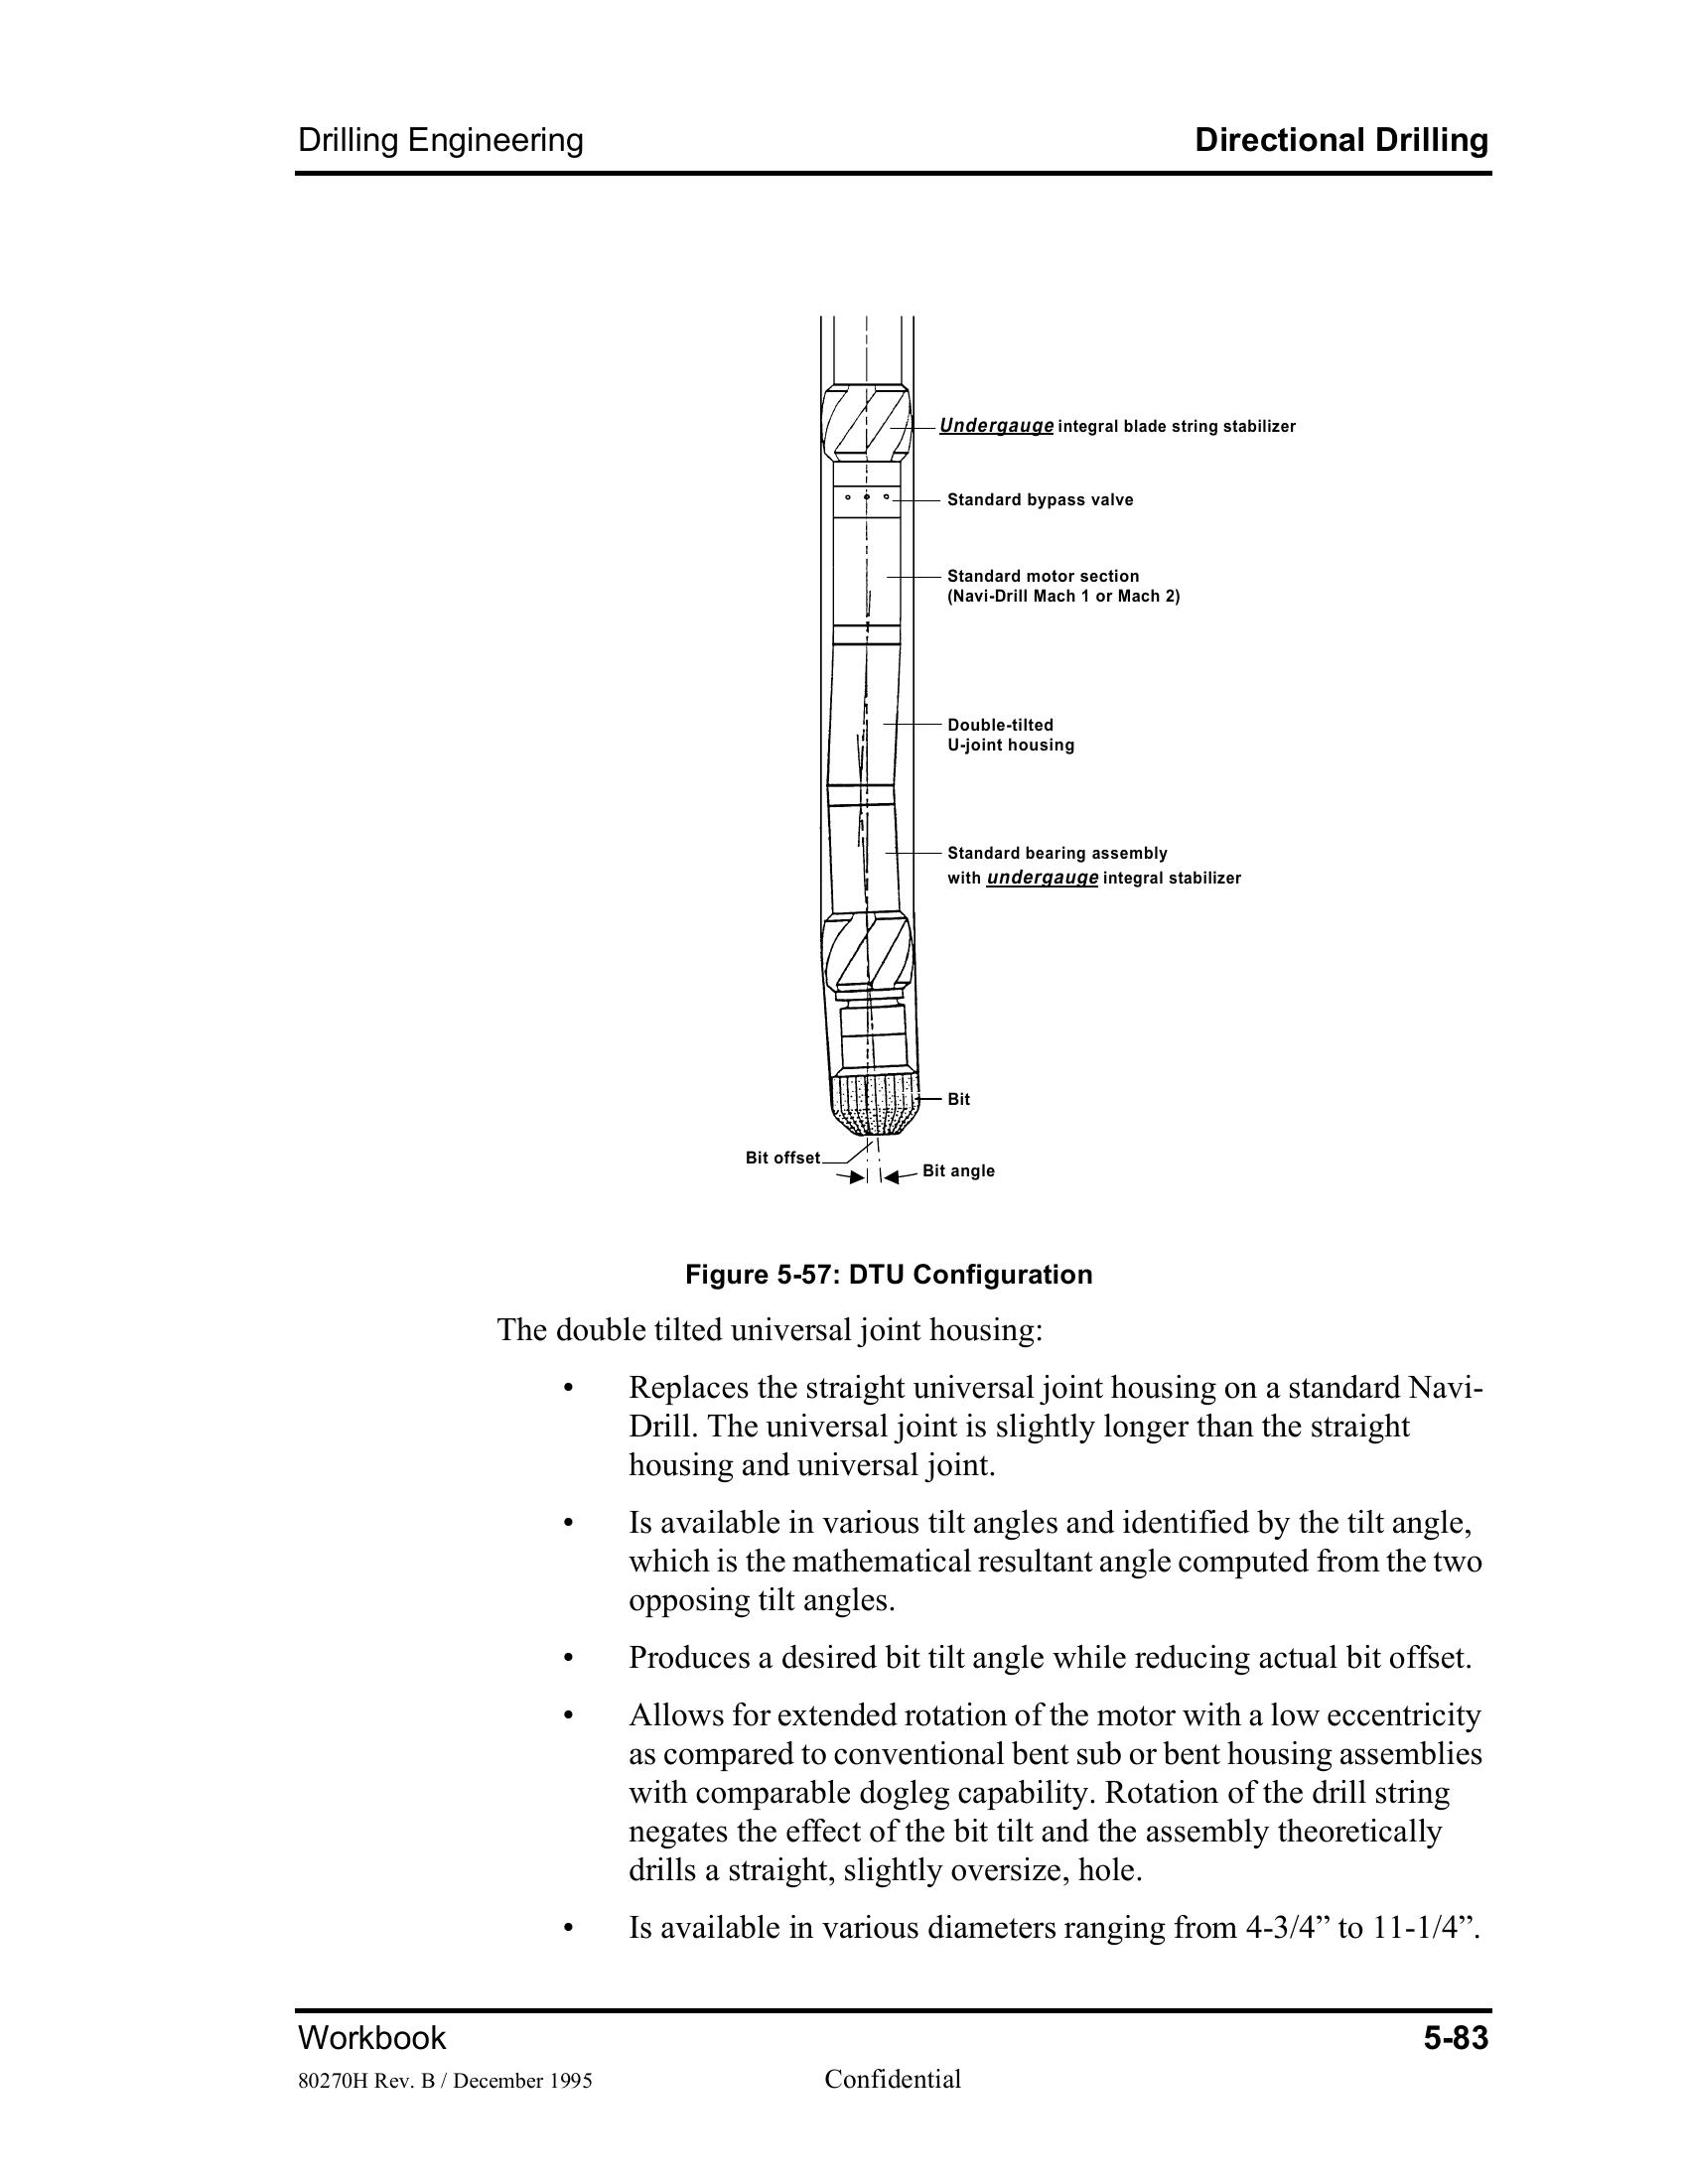 Drilling Engineering Directional Drilling
Undergauge integral blade string stabilizer
Standard bypass valve
Standard motor section
(Navi-Drill Mach 1 or Mach 2)
Double-tilted
U-joint housing
Standard bearing assembly
with undergauge integral stabilizer
Bit
Bit offset
Bit angle
Figure 5-57: DTU Configuration
The double tilted universal joint housing:
• Replaces the straight universal joint housing on a standard Navi-
Drill. The universal joint is slightly longer than the straight
housing and universal joint.
• Is available in various tilt angles and identified by the tilt angle,
which is the mathematical resultant angle computed from the two
opposing tilt angles.
• Produces a desired bit tilt angle while reducing actual bit offset.
• Allows for extended rotation of the motor with a low eccentricity
as compared to conventional bent sub or bent housing assemblies
with comparable dogleg capability. Rotation of the drill string
negates the effect of the bit tilt and the assembly theoretically
drills a straight, slightly oversize, hole.
• Is available in various diameters ranging from 4-3/4” to 11-1/4”.
Workbook 5-83
80270H Rev. B / December 1995 Confidential